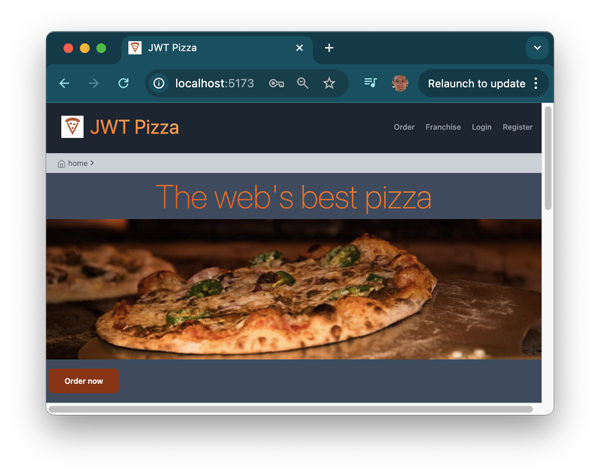 JWT Pizza
localhost:5173
Relaunch to update
JWT Pizza
Order Franchise Login Register
home
The web's best pizza
Order now